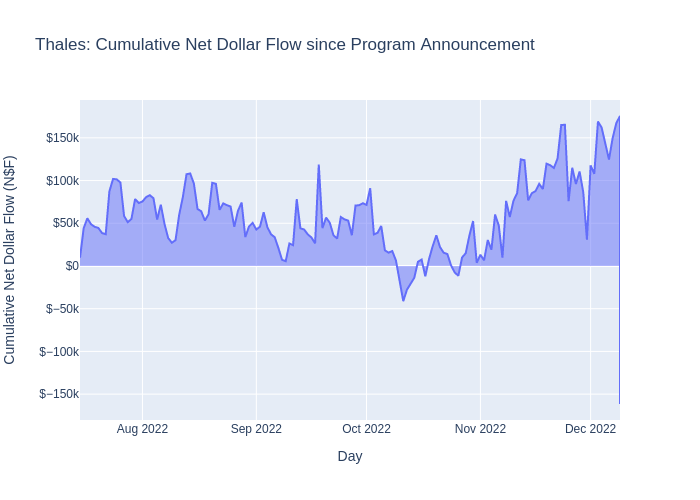 Thales: Cumulative Net Dollar Flow since Program Announcement
Cumulative Net Dollar Flow (N$F)
$150k
$100k
$50k
$0
$−50k
$−100k
$−150k
Aug 2022
Sep 2022
Oct 2022
Nov 2022
Dec 2022
Day